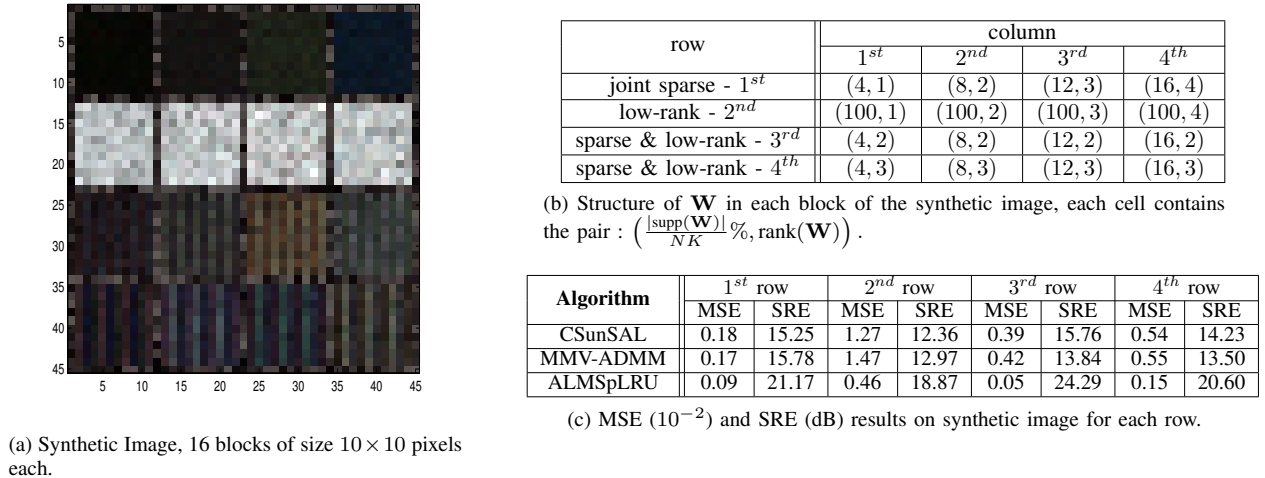 5
10
15
20
25
30
35
40
45
5 10 15 20 25 30 35 40 45
(a) Synthetic Image, 16 blocks of size 10 × 10 pixels
each.
row column
1st 2nd 3rd 4th
joint sparse - 1st (4, 1) (8, 2) (12, 3) (16, 4)
low-rank - 2nd (100, 1) (100, 2) (100, 3) (100, 4)
sparse & low-rank - 3rd (4, 2) (8, 2) (12, 2) (16, 2)
sparse & low-rank - 4th (4, 3) (8, 3) (12, 3) (16, 3)
(b) Structure of W in each block of the synthetic image, each cell contains
the pair : (|supp(W)|/NK %, rank(W)) .
Algorithm 1st row 2nd row 3rd row 4th row
MSE SRE MSE SRE MSE SRE MSE SRE
CSunSAL 0.18 15.25 1.27 12.36 0.39 15.76 0.54 14.23
MMV-ADMM 0.17 15.78 1.47 12.97 0.42 13.84 0.55 13.50
ALMSpLRU 0.09 21.17 0.46 18.87 0.05 24.29 0.15 20.60
(c) MSE (10−2) and SRE (dB) results on synthetic image for each row.